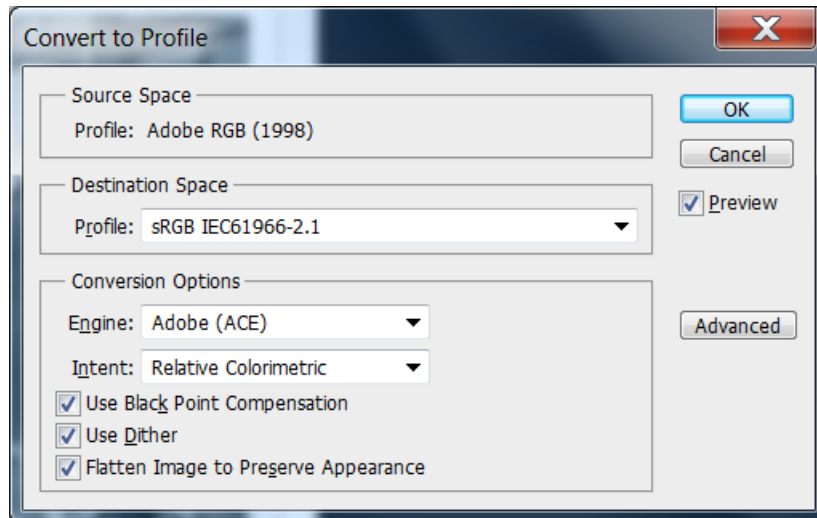 Convert to Profile
Source Space
Profile: Adobe RGB (1998)
OK
Cancel
Destination Space
Profile: sRGB IEC61966-2.1
Preview
Conversion Options
Engine: Adobe (ACE)
Advanced
Intent: Relative Colorimetric
Use Black Point Compensation
Use Dither
Flatten Image to Preserve Appearance